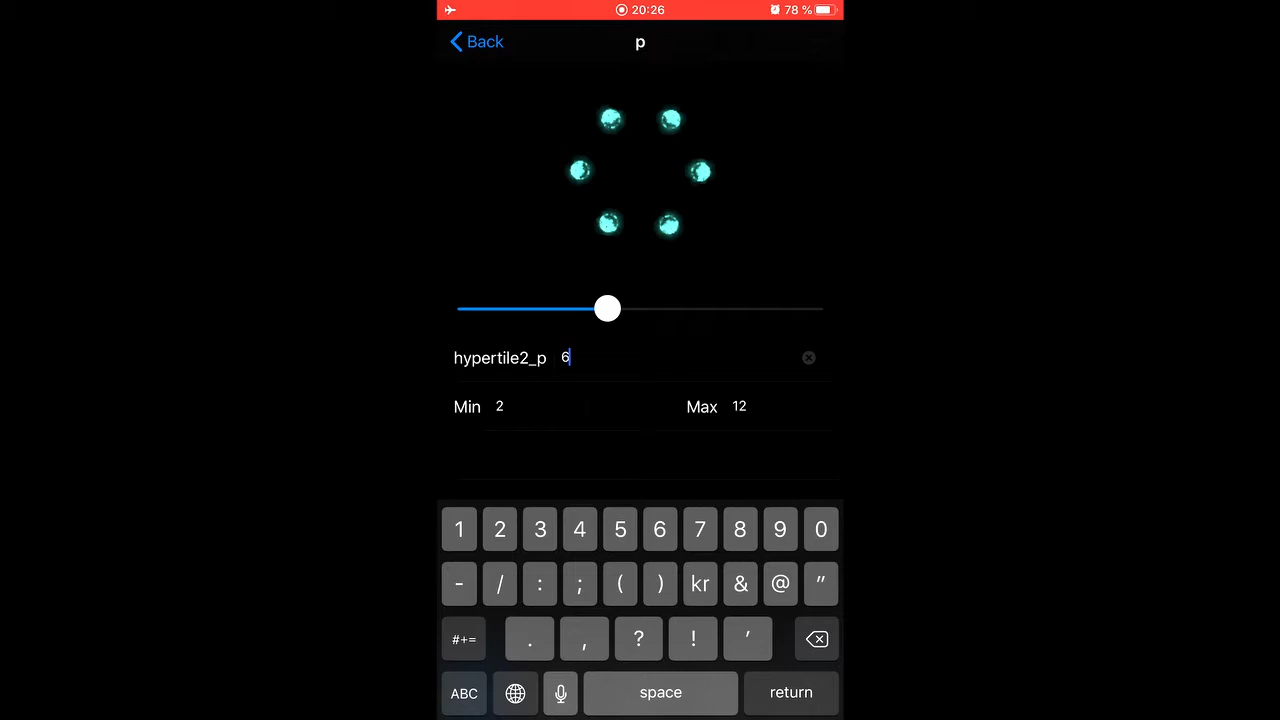 20:26 78 %
Back p
hypertile2_p 6
Min 2 Max 12
1 2 3 4 5 6 7 8 9 0
- / : ; ( ) kr & @ ”
#+= . , ? ! ’
ABC space return